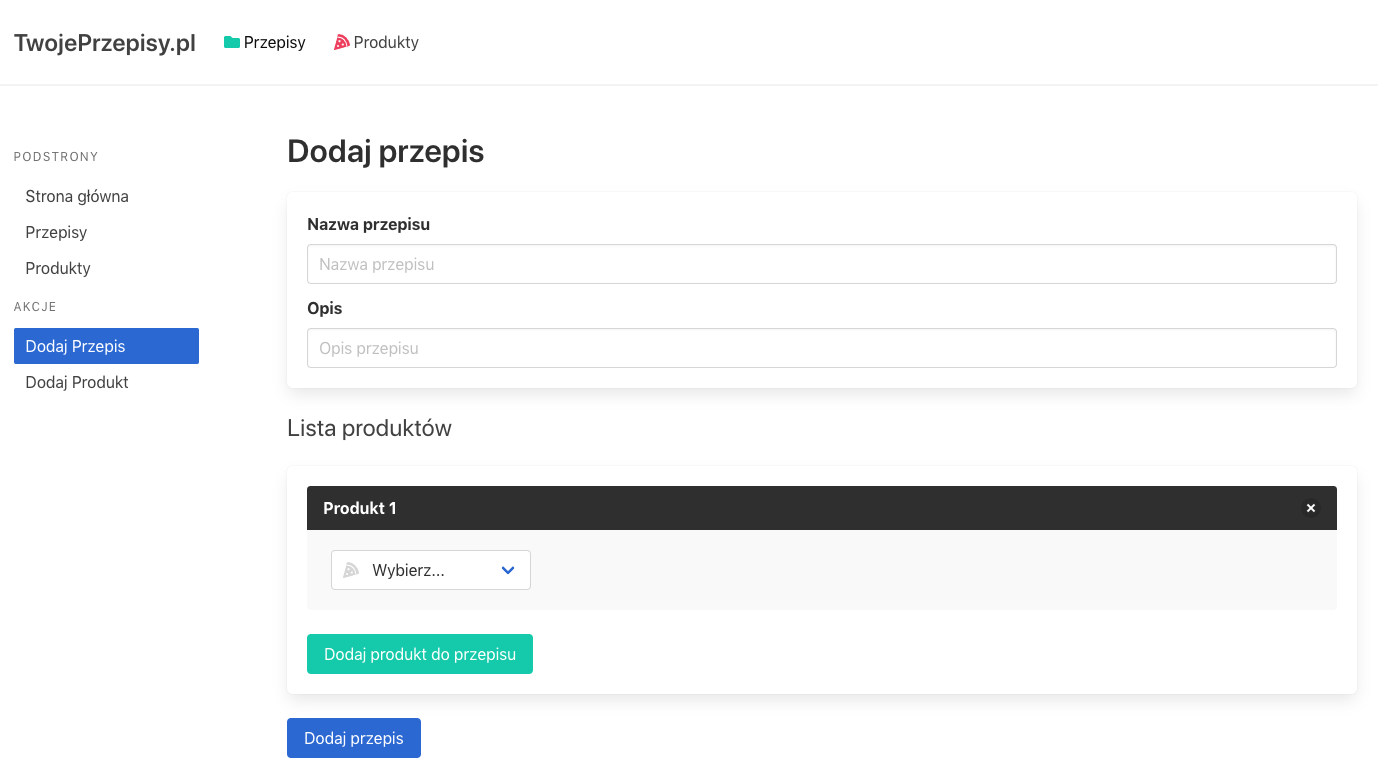 TwojePrzepisy.pl Przepisy Produkty
PODSTRONY
Strona główna
Przepisy
Produkty
AKCJE
Dodaj Przepis
Dodaj Produkt
Dodaj przepis
Nazwa przepisu
Nazwa przepisu
Opis
Opis przepisu
Lista produktów
Produkt 1
Wybierz...
Dodaj produkt do przepisu
Dodaj przepis